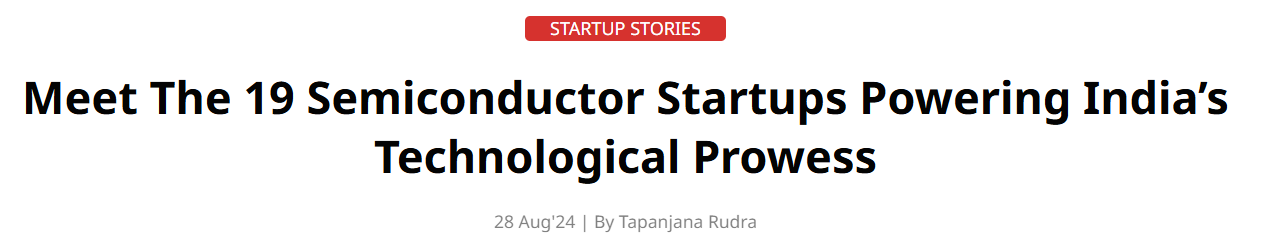 STARTUP STORIES
Meet The 19 Semiconductor Startups Powering India’s
Technological Prowess
28 Aug'24 | By Tapanjana Rudra